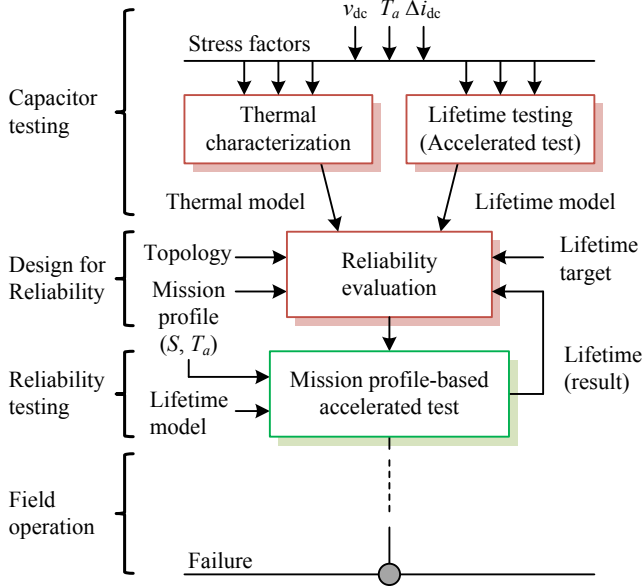 v_dc T_a Δi_dc
Stress factors
Capacitor
testing
Thermal
characterization
Lifetime testing
(Accelerated test)
Thermal model
Lifetime model
Design for
Reliability
Topology
Mission
profile
(S, T_a)
Reliability
evaluation
Lifetime
target
Reliability
testing
Lifetime
model
Mission profile-based
accelerated test
Lifetime
(result)
Field
operation
Failure